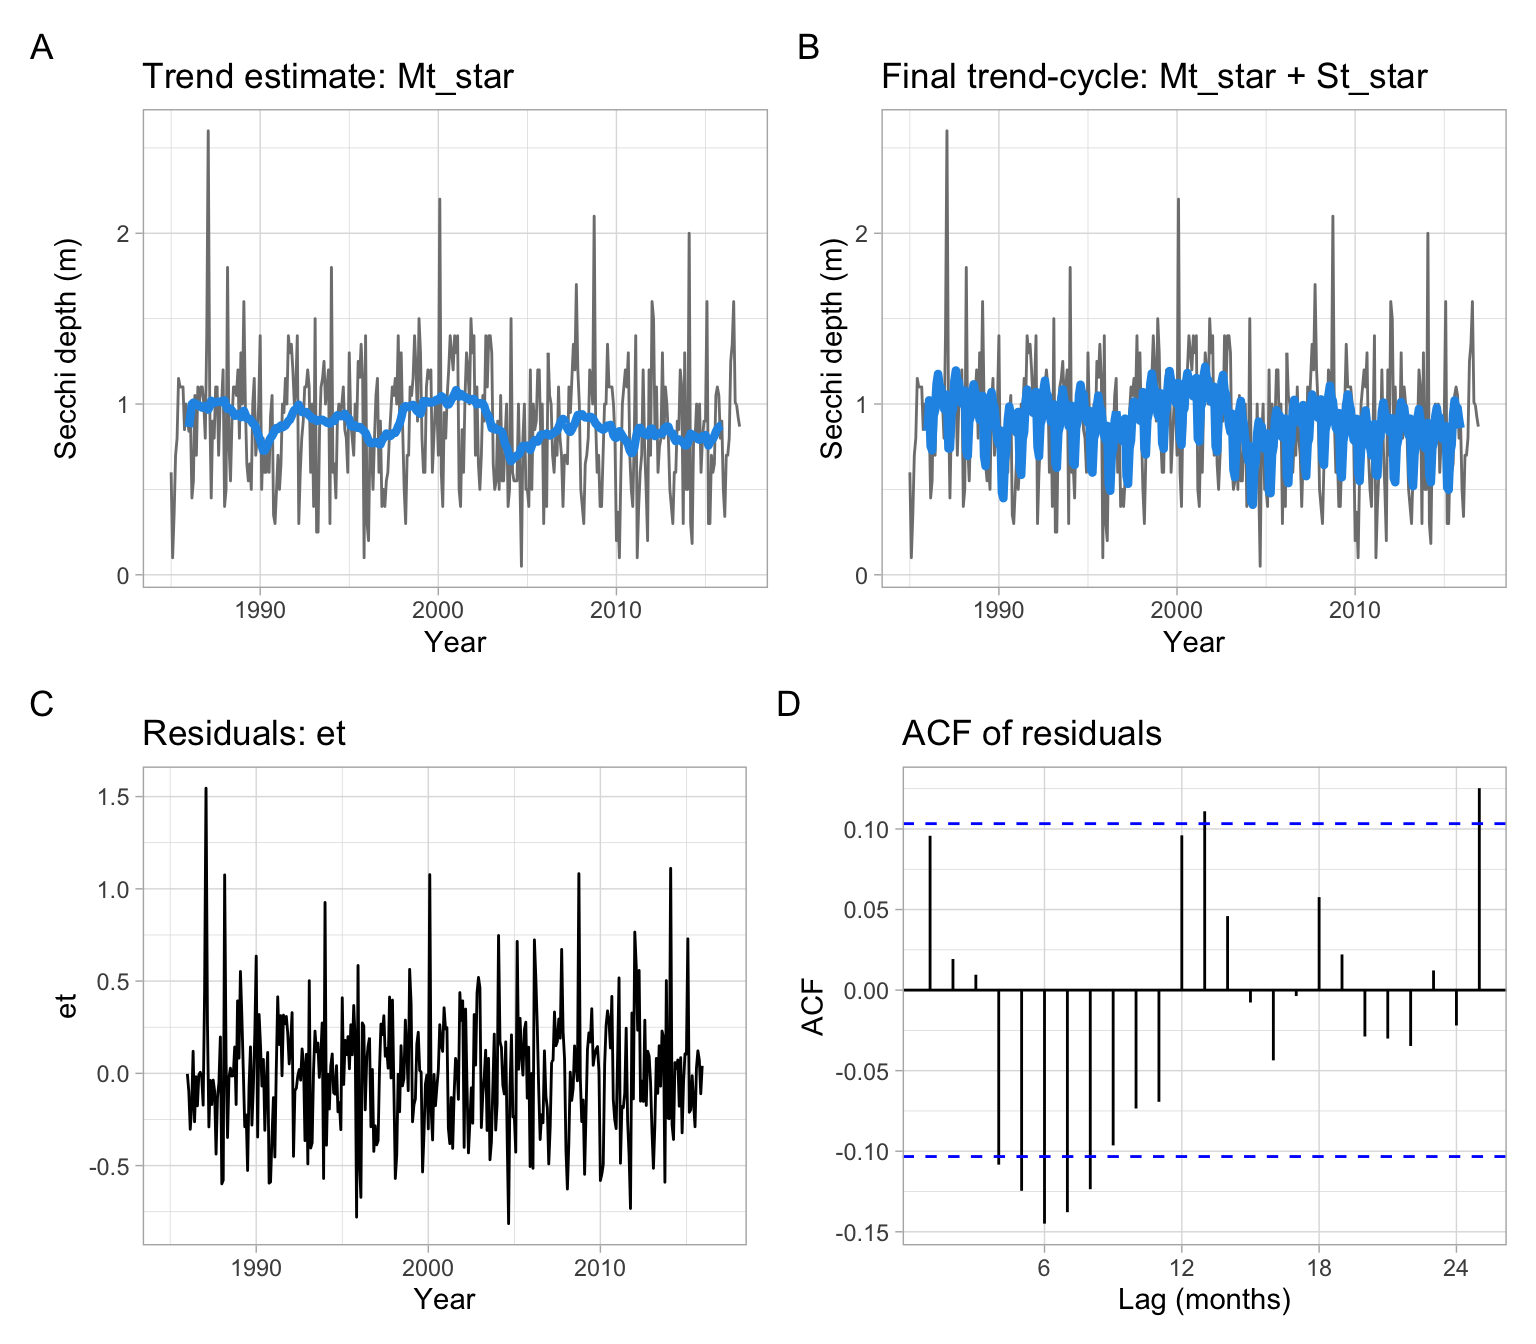 A
Trend estimate: Mt_star
Secchi depth (m)
2
1
0
1990 2000 2010
Year
B
Final trend-cycle: Mt_star + St_star
Secchi depth (m)
2
1
0
1990 2000 2010
Year
C
Residuals: et
et
1.5
1.0
0.5
0.0
-0.5
1990 2000 2010
Year
D
ACF of residuals
ACF
0.10
0.05
0.00
-0.05
-0.10
-0.15
6 12 18 24
Lag (months)